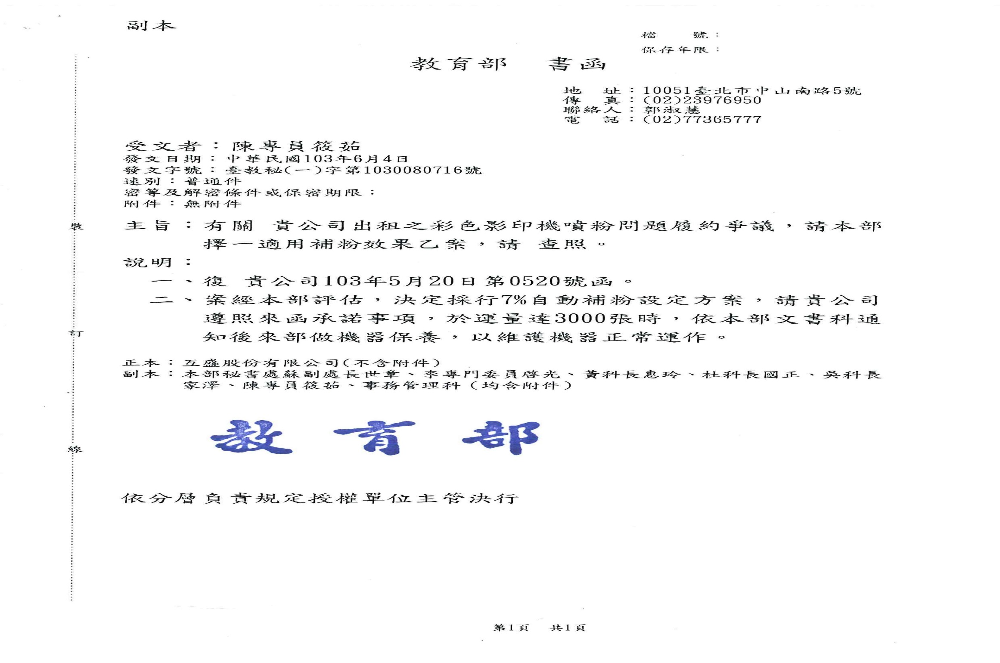 副本
檔　　號：
保存年限：
教育部　書函
地　址：10051臺北市中山南路5號
傳　真：(02)23976950
聯絡人：郭淑慧
電　話：(02)77365777
受文者：陳專員筱茹
發文日期：中華民國103年6月4日
發文字號：臺教秘(一)字第1030080716號
速別：普通件
密等及解密條件或保密期限：
附件：無附件
主旨：有關 貴公司出租之彩色影印機噴粉問題履約爭議，請本部
擇一適用補粉效果乙案，請 查照。
說明：
一、復 貴公司103年5月20日第0520號函。
二、案經本部評估，決定採行7%自動補粉設定方案，請貴公司
遵照來函承諾事項，於運量達3000張時，依本部文書科通
知後來部做機器保養，以維護機器正常運作。
正本：互盛股份有限公司(不含附件)
副本：本部秘書處蘇副處長世章、李專門委員啓光、黃科長惠玲、杜科長國正、吳科長
家澤、陳專員筱茹、事務管理科（均含附件）
教育部
依分層負責規定授權單位主管決行
裝
訂
線
第1頁　共1頁